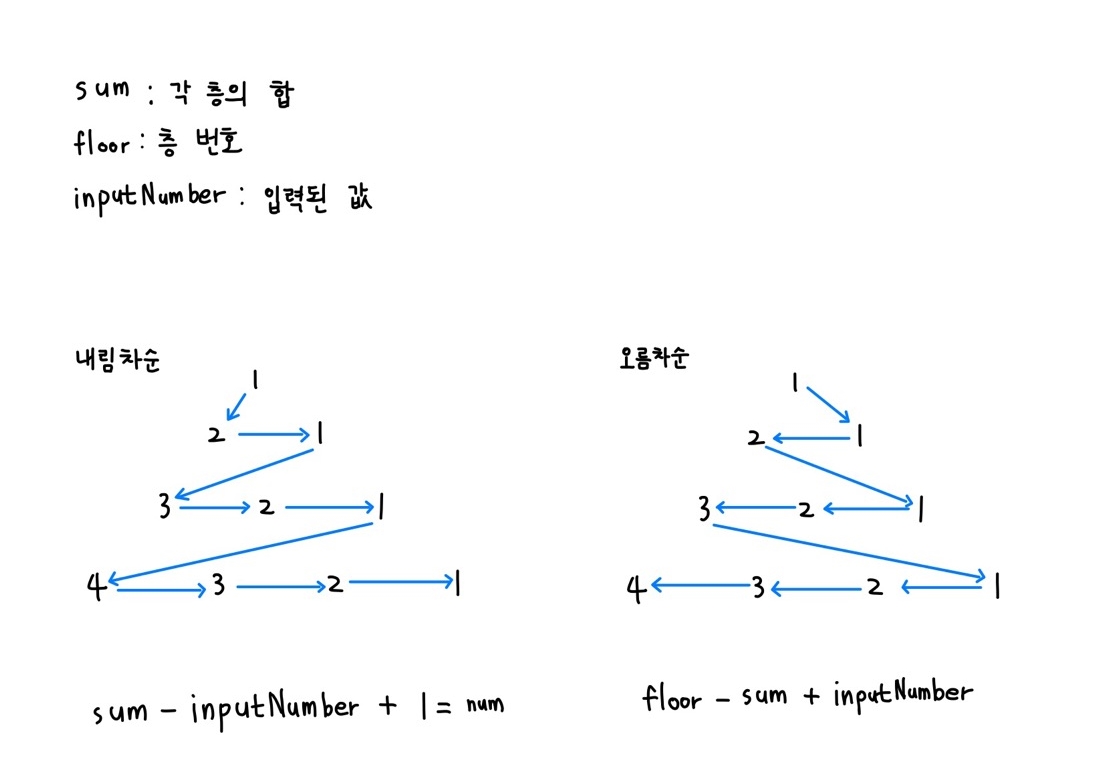 sum : 각 층의 합
floor : 층 번호
inputNumber : 입력된 값
내림차순
1
2 1
3 2 1
4 3 2 1
sum - inputNumber + 1 = num
오름차순
1
2 1
3 2 1
4 3 2 1
floor - sum + inputNumber